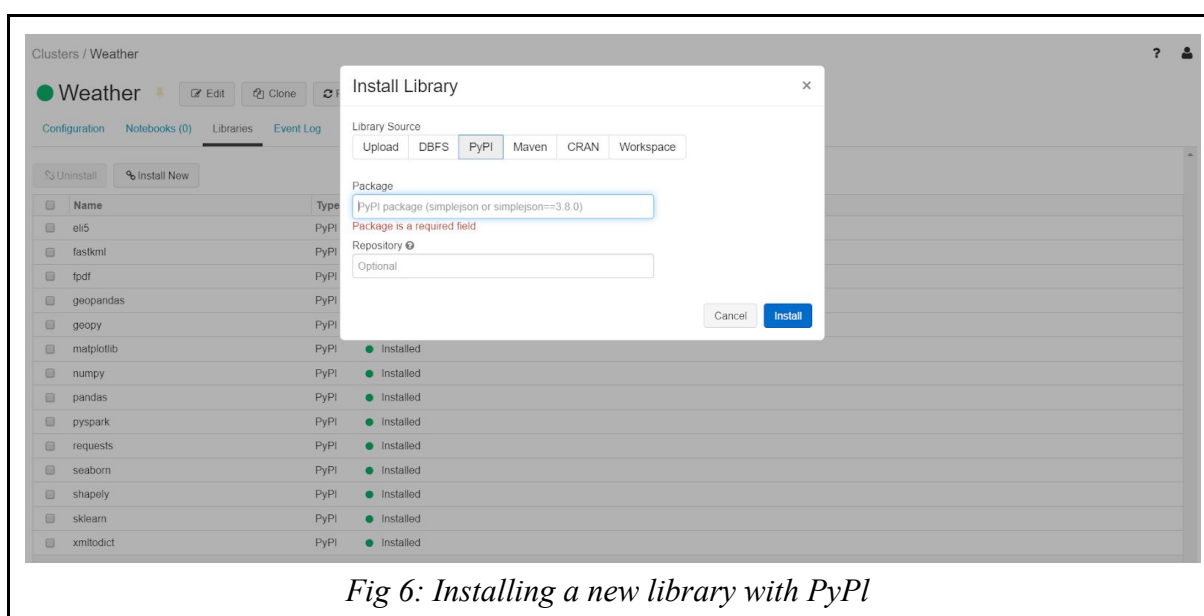 Clusters / Weather
?
Weather Edit Clone
Configuration Notebooks (0) Libraries Event Log
Uninstall Install New
Name Type
eli5 PyPI
fastkml PyPI
fpdf PyPI
geopandas PyPI
geopy PyPI
matplotlib PyPI Installed
numpy PyPI Installed
pandas PyPI Installed
pyspark PyPI Installed
requests PyPI Installed
seaborn PyPI Installed
shapely PyPI Installed
sklearn PyPI Installed
xmltodict PyPI Installed
Install Library ×
Library Source
Upload DBFS PyPI Maven CRAN Workspace
Package
PyPI package (simplejson or simplejson==3.8.0)
Package is a required field
Repository ?
Optional
Cancel Install
Fig 6: Installing a new library with PyPl